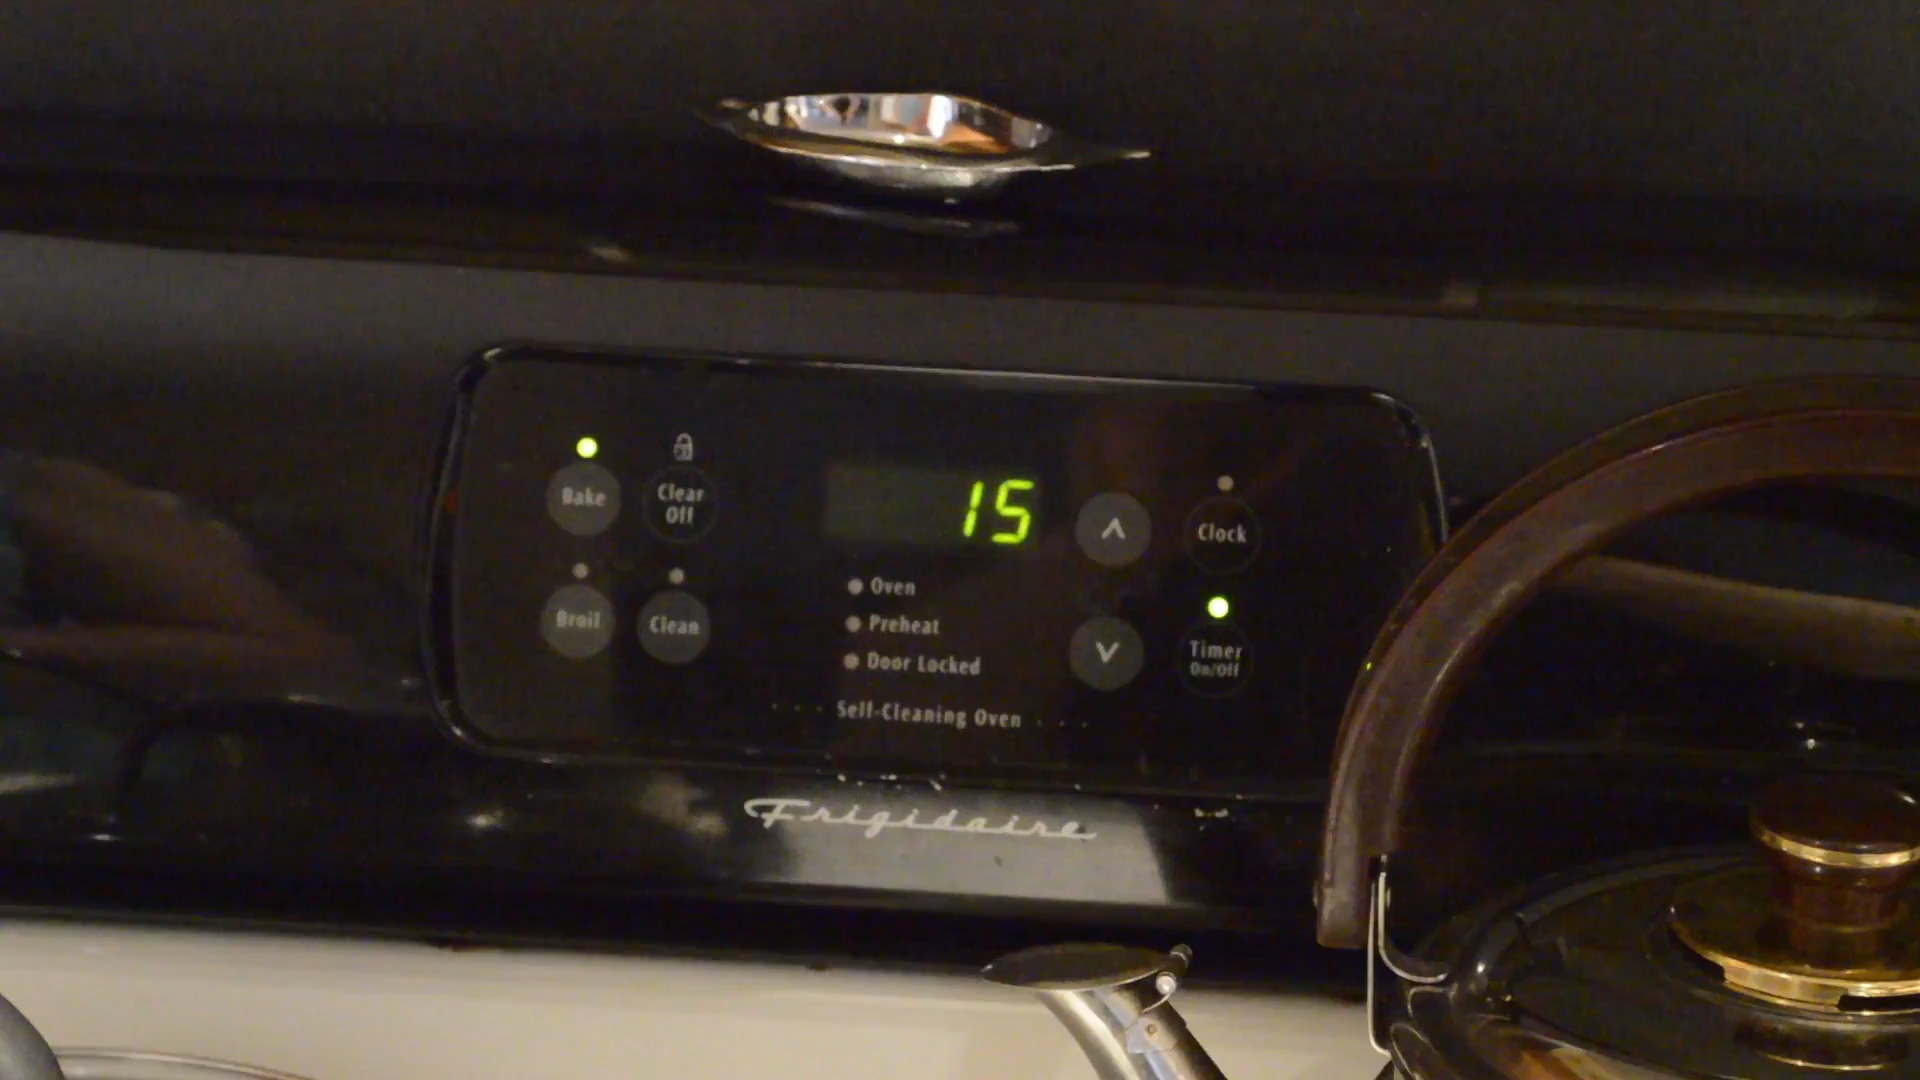 Bake
Clear
Off
15
^
Clock
Oven
Broil
Clean
Preheat
v
Timer
On/Off
Door Locked
Self-Cleaning Oven
Frigidaire